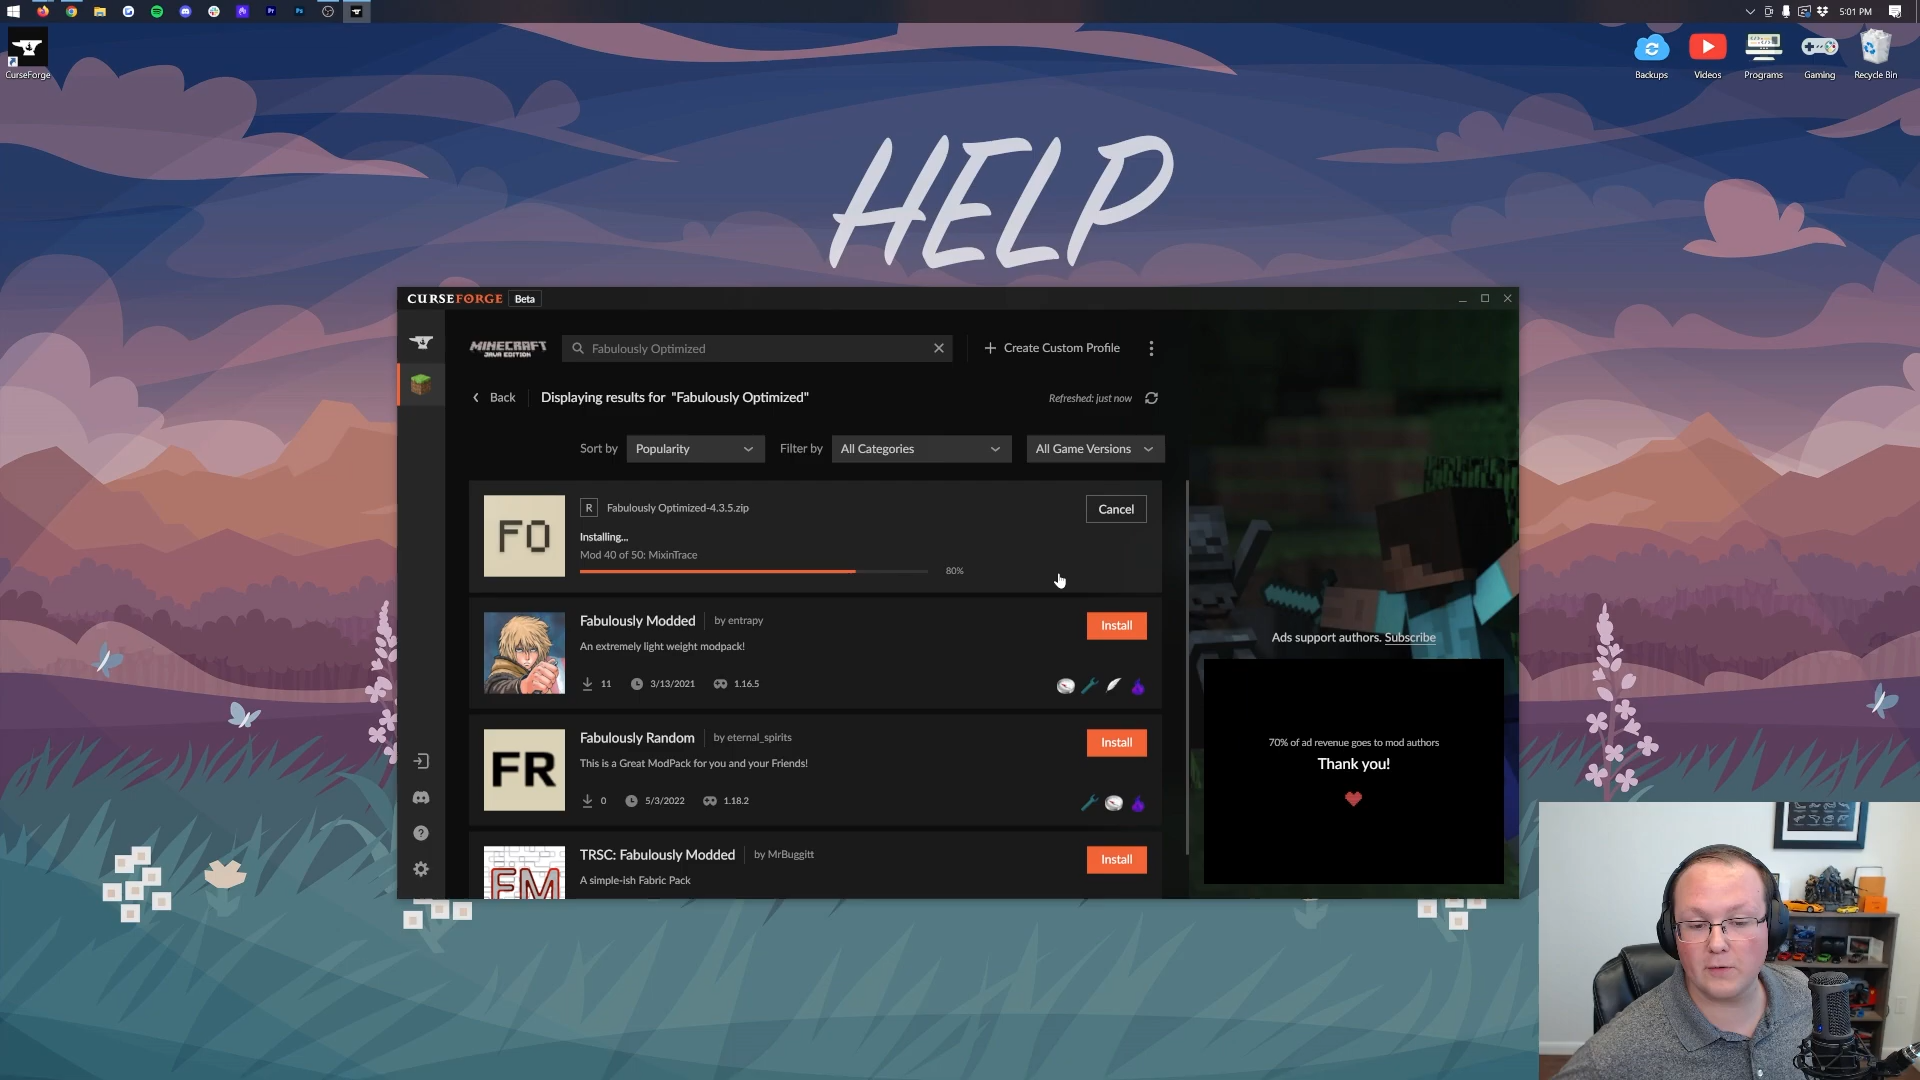 5:01 PM
CurseForge
Backups
Videos
Programs
Gaming
Recycle Bin
HELP
CURSEFORGE Beta
MINECRAFT
JAVA EDITION
Fabulously Optimized
Create Custom Profile
Back
Displaying results for "Fabulously Optimized"
Refreshed: just now
Sort by
Popularity
Filter by
All Categories
All Game Versions
FO
R
Fabulously Optimized-4.3.5.zip
Cancel
Installing...
Mod 40 of 50: MixinTrace
80%
Fabulously Modded
by entrapy
Install
An extremely light weight modpack!
11
3/13/2021
1.16.5
Ads support authors. Subscribe
FR
Fabulously Random
by eternal_spirits
Install
This is a Great ModPack for you and your Friends!
0
5/3/2022
1.18.2
70% of ad revenue goes to mod authors
Thank you!
FM
TRSC: Fabulously Modded
by MrBuggitt
Install
A simple-ish Fabric Pack